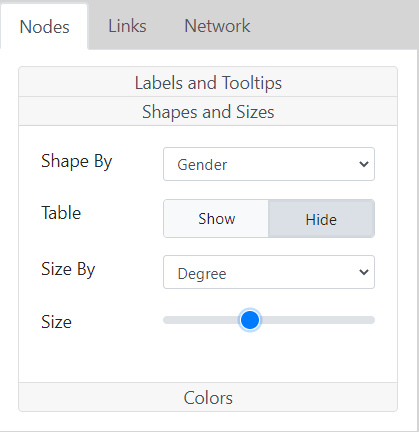 Nodes Links Network
Labels and Tooltips
Shapes and Sizes
Shape By Gender
Table Show Hide
Size By Degree
Size
Colors